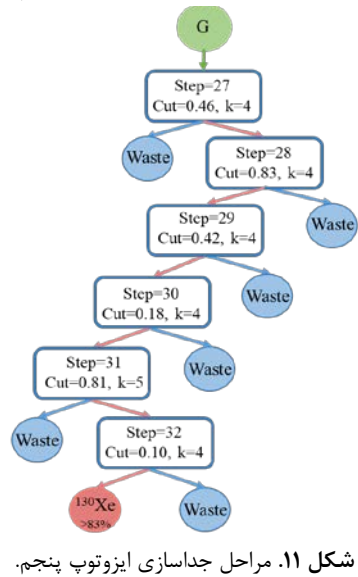 G
Step=27
Cut=0.46, k=4
Waste
Step=28
Cut=0.83, k=4
Waste
Step=29
Cut=0.42, k=4
Waste
Step=30
Cut=0.18, k=4
Waste
Step=31
Cut=0.81, k=5
Waste
Step=32
Cut=0.10, k=4
¹³⁰Xe
>83%
Waste
شکل ۱۱. مراحل جداسازی ایزوتوپ پنجم.